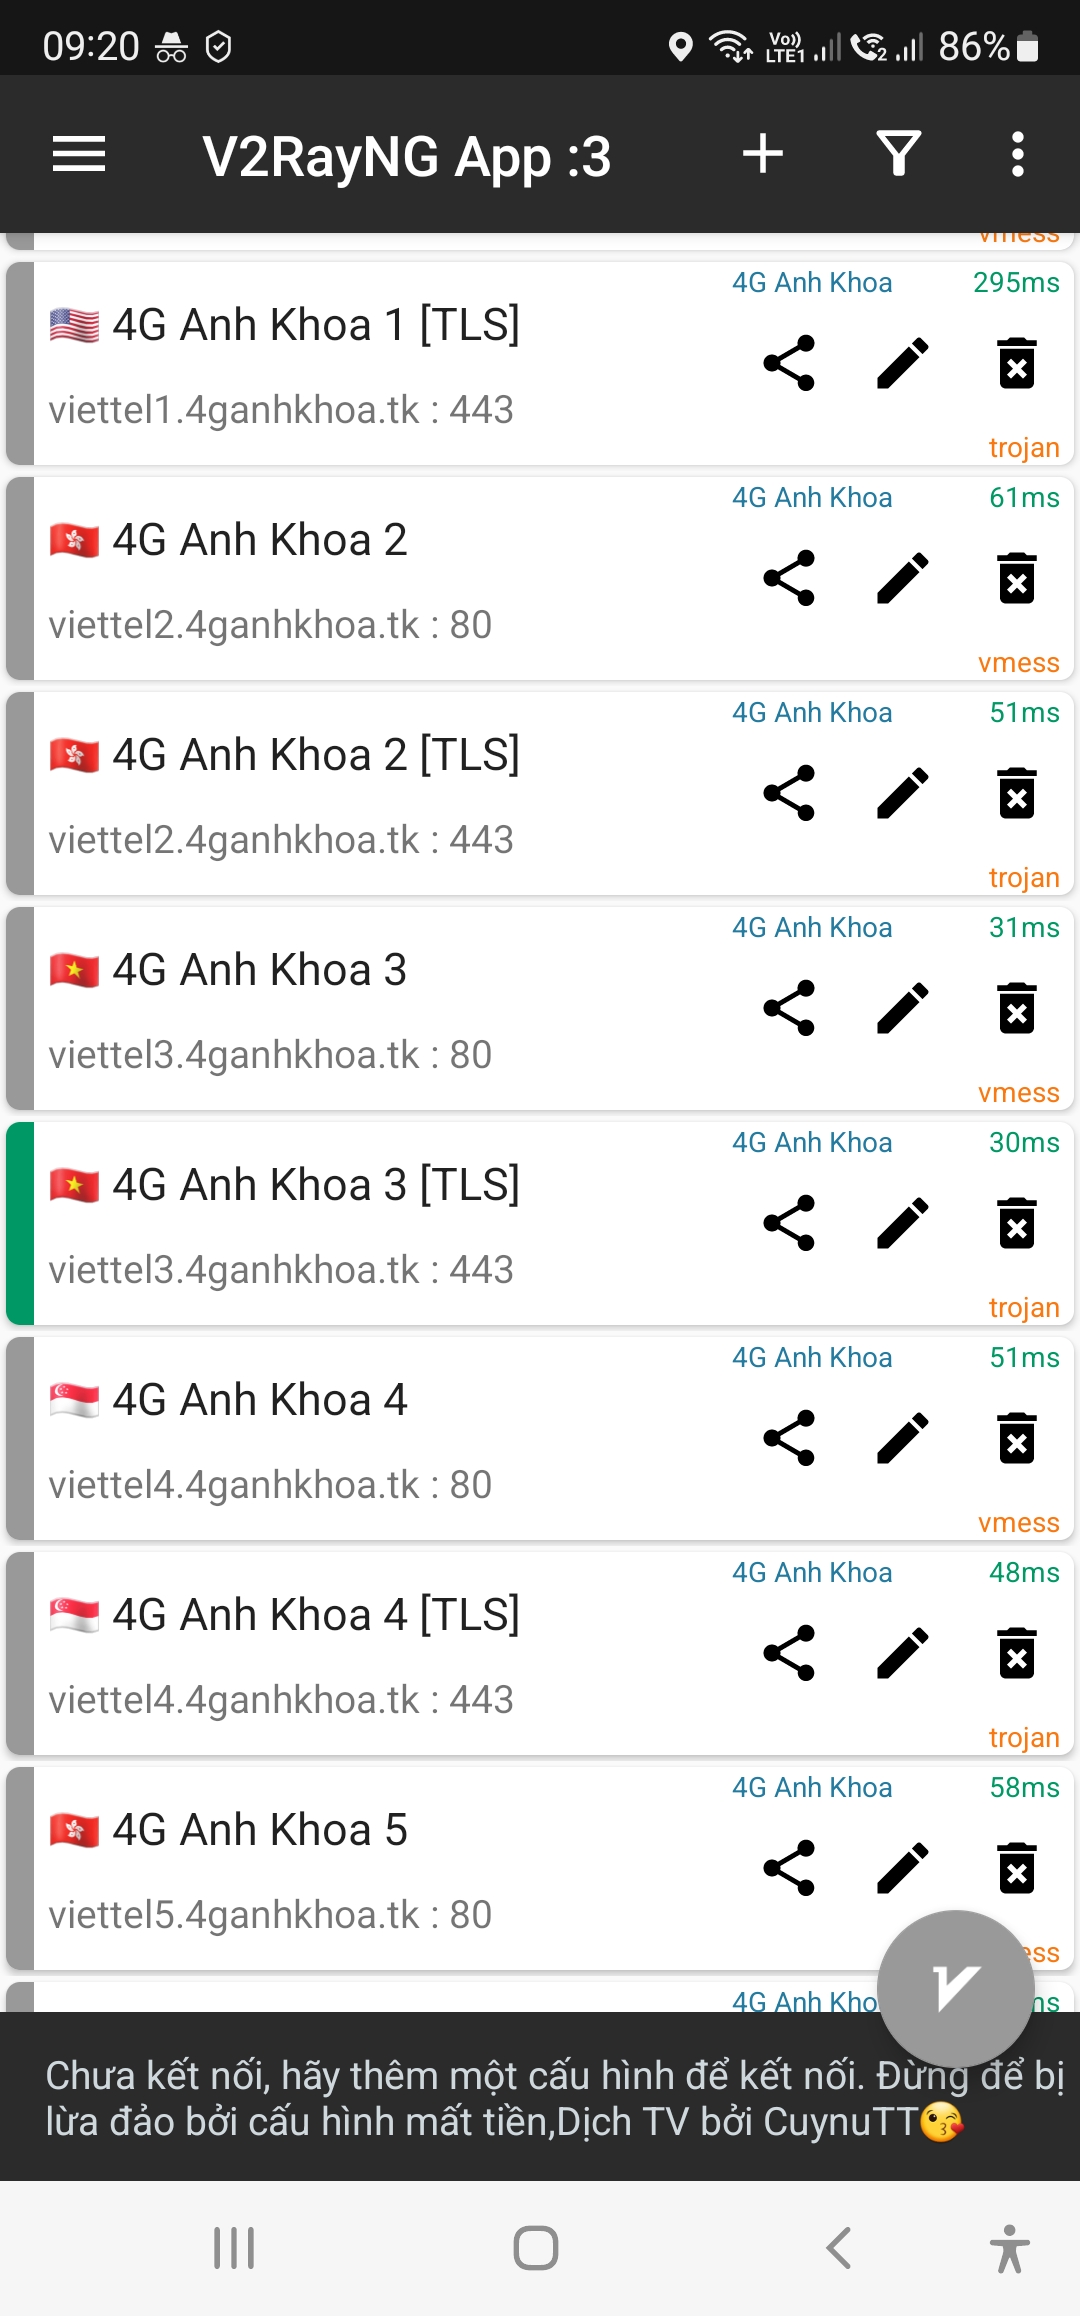 09:20
Vo)) LTE1 2 86%
V2RayNG App :3
vmess
4G Anh Khoa 295ms
4G Anh Khoa 1 [TLS]
viettel1.4ganhkhoa.tk : 443
trojan
4G Anh Khoa 61ms
4G Anh Khoa 2
viettel2.4ganhkhoa.tk : 80
vmess
4G Anh Khoa 51ms
4G Anh Khoa 2 [TLS]
viettel2.4ganhkhoa.tk : 443
trojan
4G Anh Khoa 31ms
4G Anh Khoa 3
viettel3.4ganhkhoa.tk : 80
vmess
4G Anh Khoa 30ms
4G Anh Khoa 3 [TLS]
viettel3.4ganhkhoa.tk : 443
trojan
4G Anh Khoa 51ms
4G Anh Khoa 4
viettel4.4ganhkhoa.tk : 80
vmess
4G Anh Khoa 48ms
4G Anh Khoa 4 [TLS]
viettel4.4ganhkhoa.tk : 443
trojan
4G Anh Khoa 58ms
4G Anh Khoa 5
viettel5.4ganhkhoa.tk : 80
ess
4G Anh Kho ms
Chưa kết nối, hãy thêm một cấu hình để kết nối. Đừng để bị
lừa đảo bởi cấu hình mất tiền,Dịch TV bởi CuynuTT😘